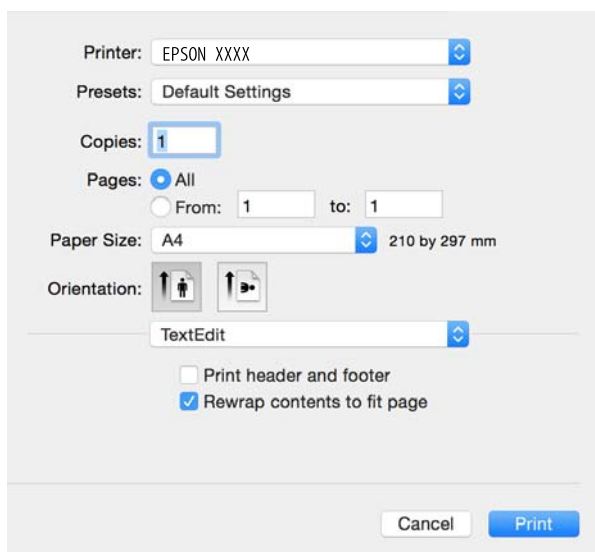 Printer: EPSON XXXX
Presets: Default Settings
Copies: 1
Pages: All
From: 1 to: 1
Paper Size: A4 210 by 297 mm
Orientation:
TextEdit
Print header and footer
Rewrap contents to fit page
Cancel Print